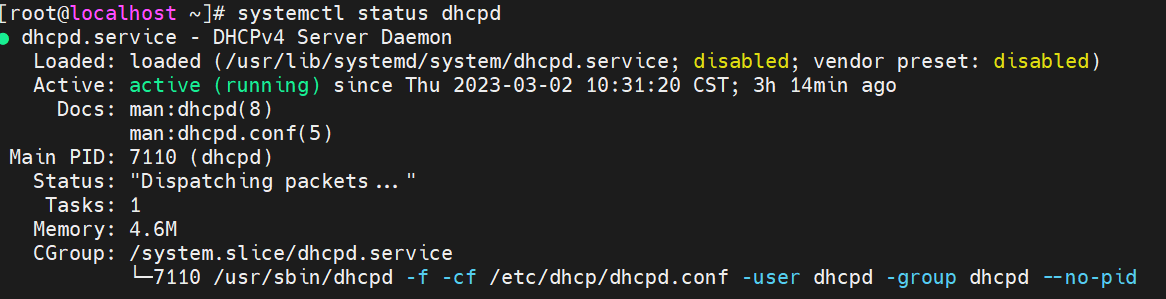 [root@localhost ~]# systemctl status dhcpd
● dhcpd.service - DHCPv4 Server Daemon
Loaded: loaded (/usr/lib/systemd/system/dhcpd.service; disabled; vendor preset: disabled)
Active: active (running) since Thu 2023-03-02 10:31:20 CST; 3h 14min ago
Docs: man:dhcpd(8)
man:dhcpd.conf(5)
Main PID: 7110 (dhcpd)
Status: "Dispatching packets..."
Tasks: 1
Memory: 4.6M
CGroup: /system.slice/dhcpd.service
└─7110 /usr/sbin/dhcpd -f -cf /etc/dhcp/dhcpd.conf -user dhcpd -group dhcpd --no-pid